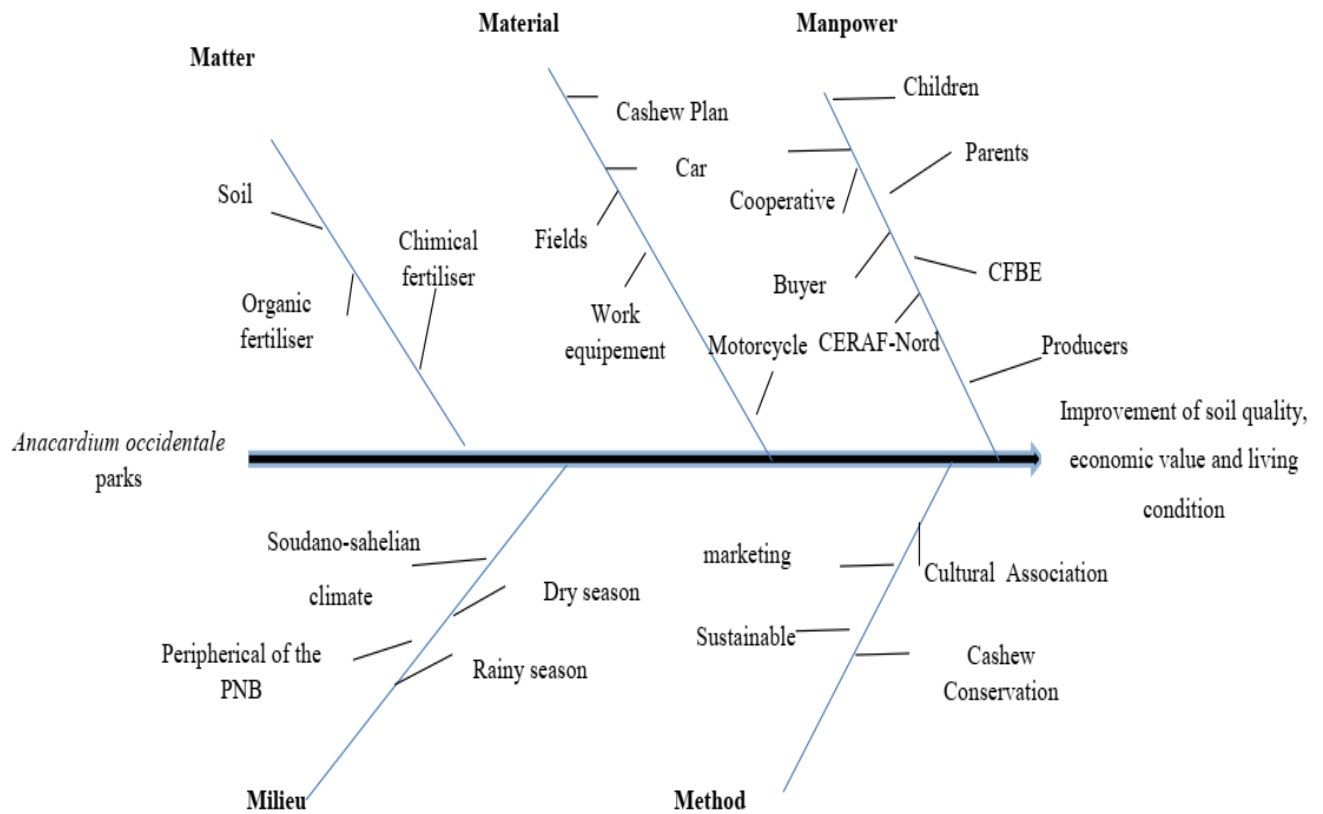 Matter
Material
Manpower
Soil
Organic
fertiliser
Chimical
fertiliser
Cashew Plan
Car
Fields
Work
equipement
Motorcycle
Children
Parents
Cooperative
Buyer
CFBE
CERAF-Nord
Producers
Anacardium occidentale
parks
Improvement of soil quality,
economic value and living
condition
Soudano-sahelian
climate
Dry season
Peripherical of the
PNB
Rainy season
Milieu
marketing
Cultural Association
Sustainable
Cashew
Conservation
Method